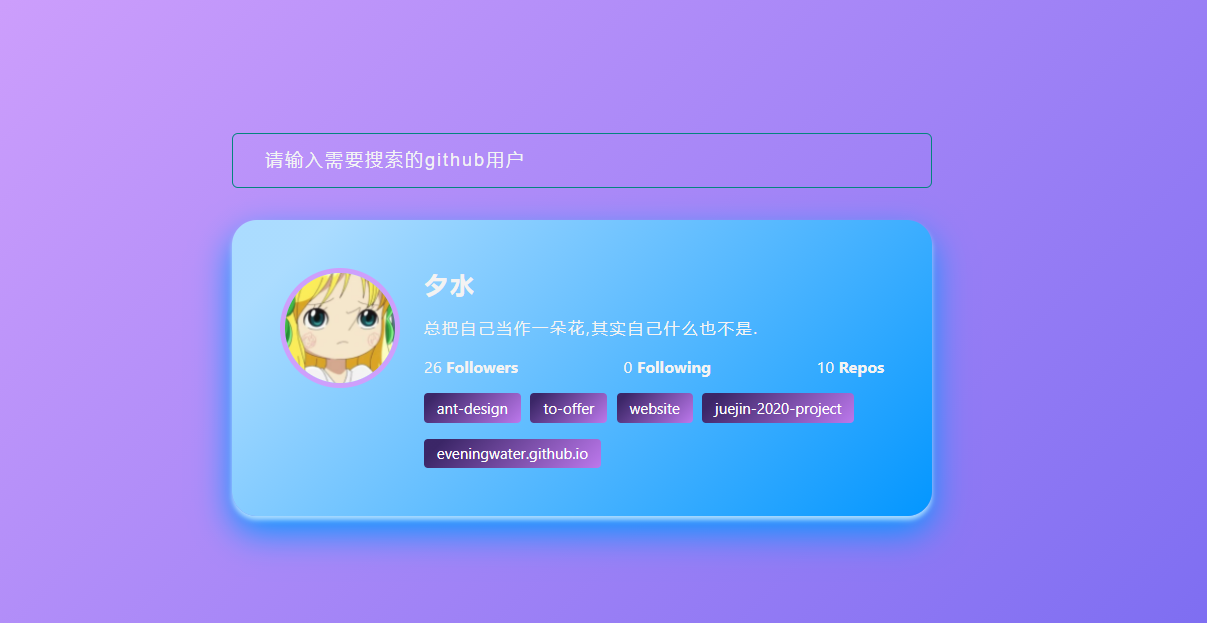 请输入需要搜索的github用户
夕水
总把自己当作一朵花,其实自己什么也不是.
26 Followers 0 Following 10 Repos
ant-design to-offer website juejin-2020-project
eveningwater.github.io